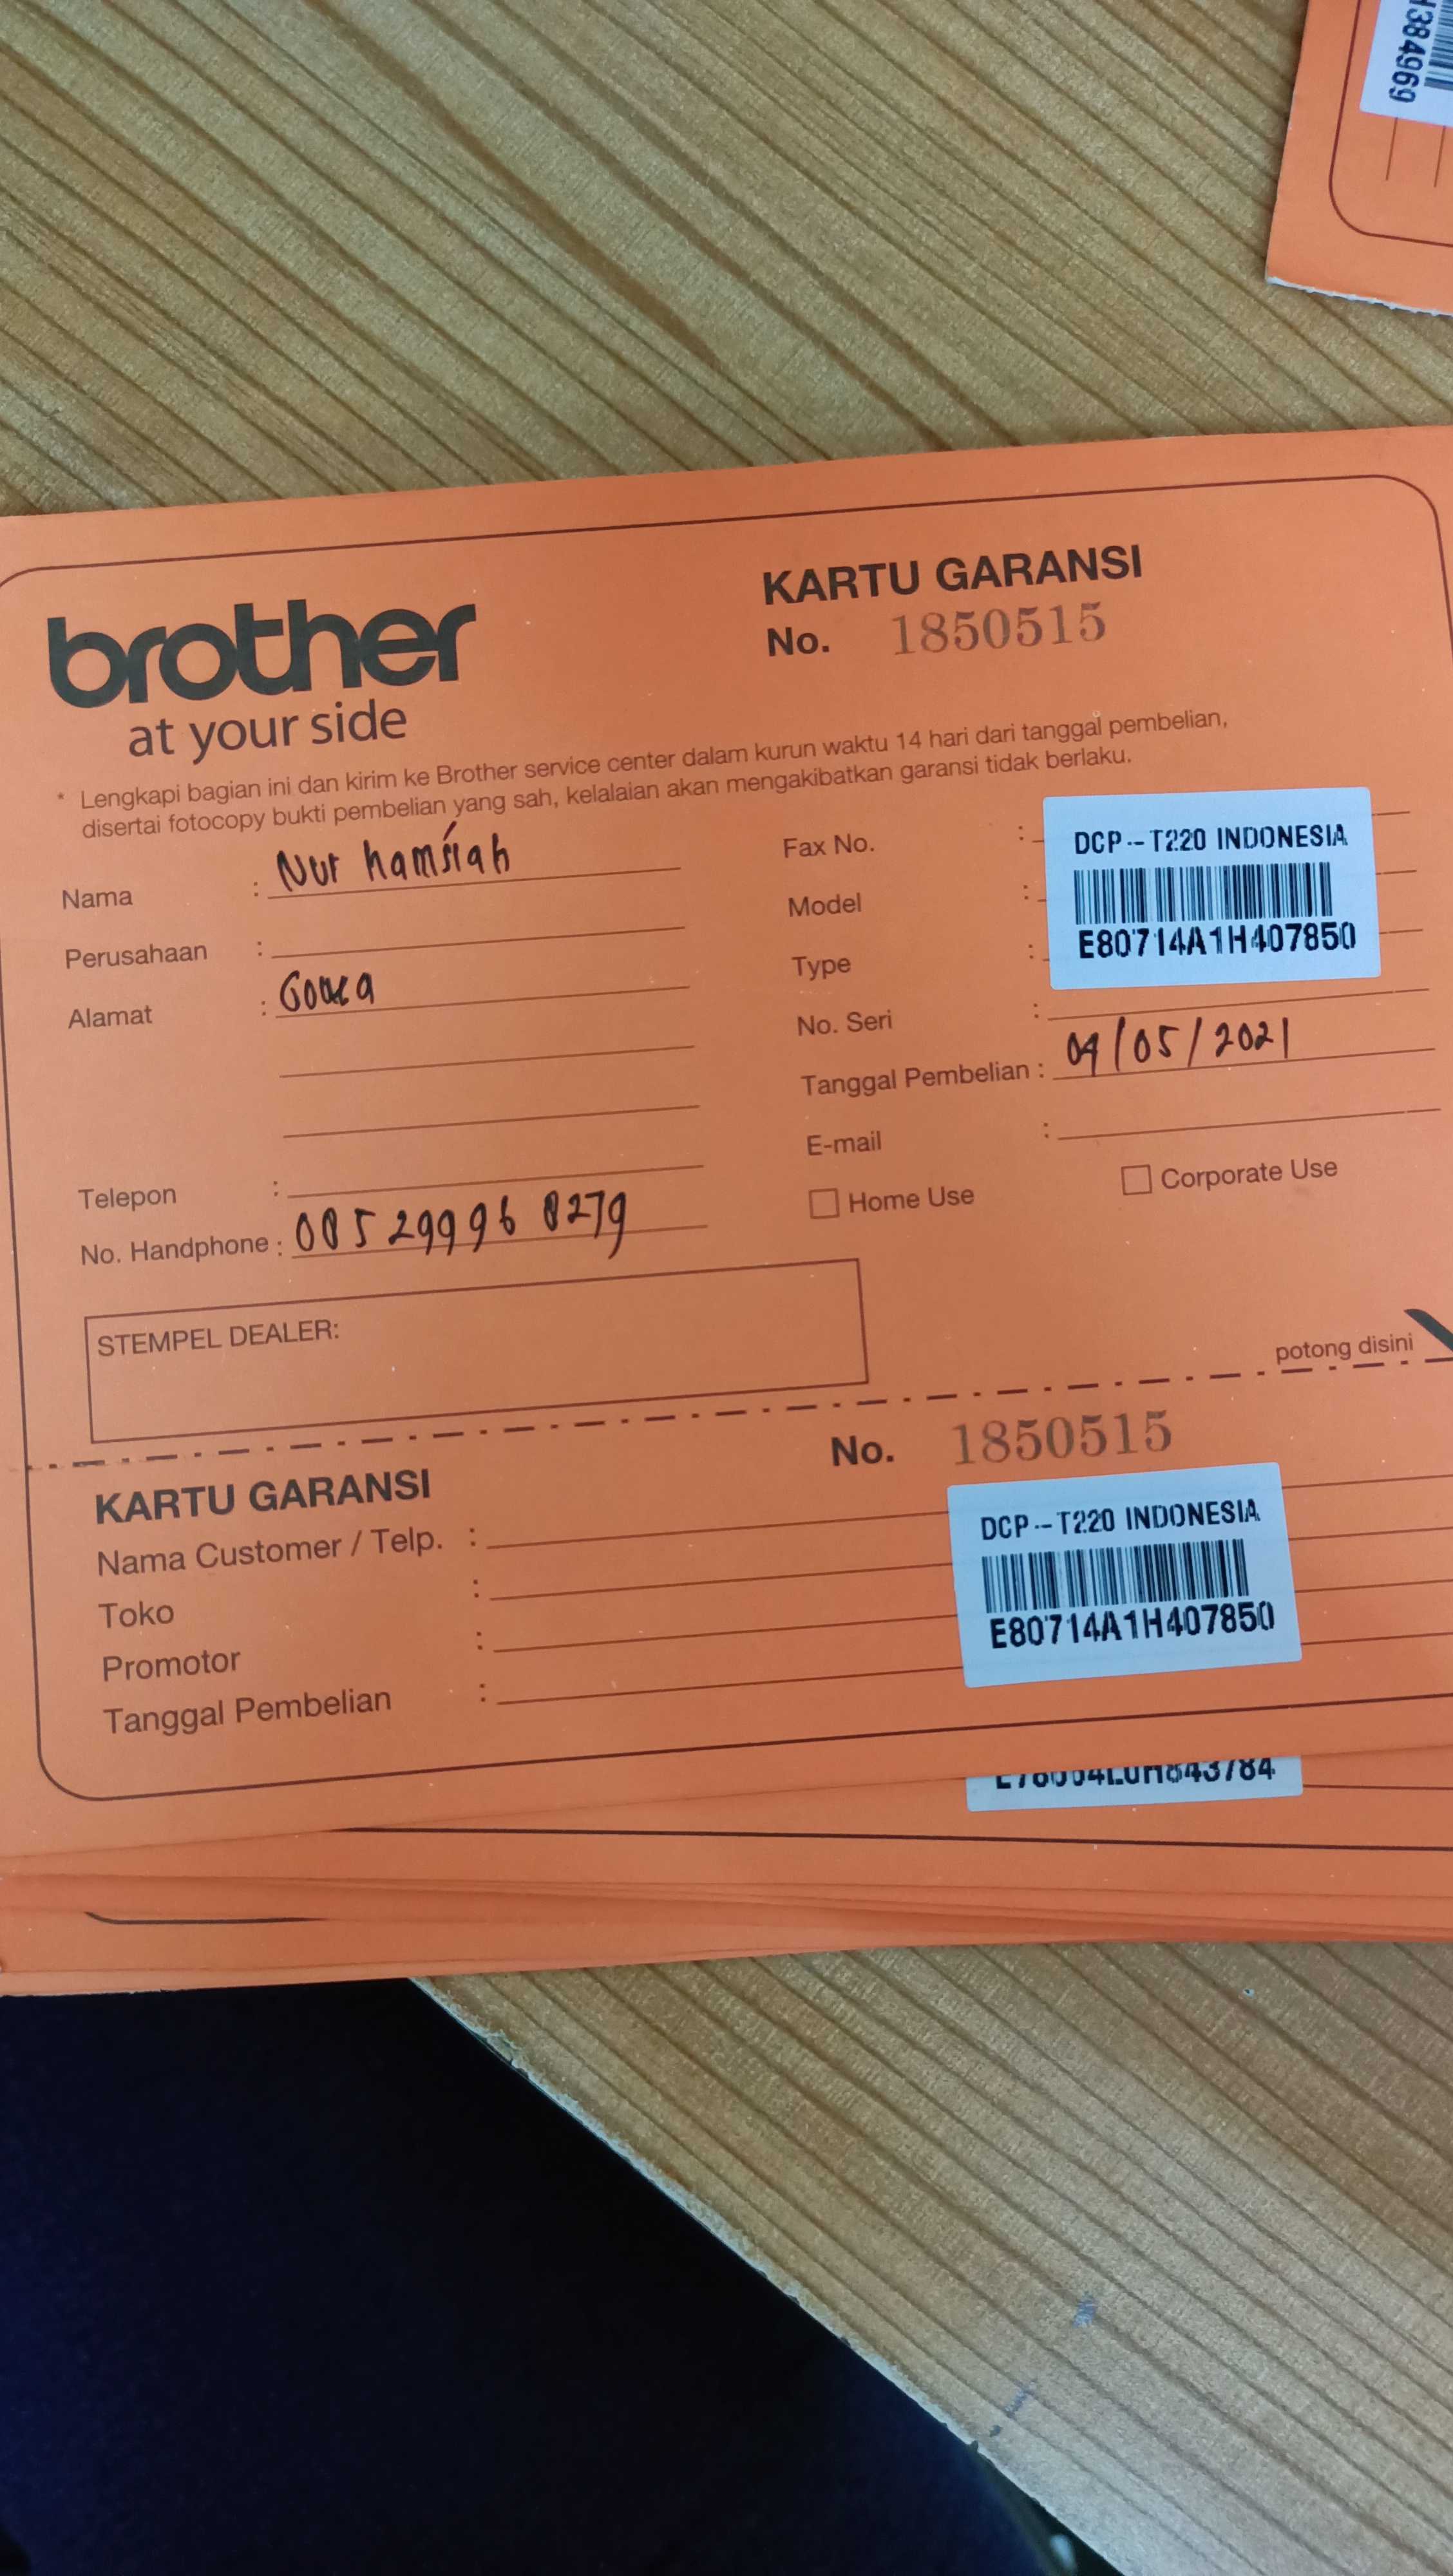 H384969
brother
at your side
KARTU GARANSI
No. 1850515
* Lengkapi bagian ini dan kirim ke Brother service center dalam kurun waktu 14 hari dari tanggal pembelian,
disertai fotocopy bukti pembelian yang sah, kelalaian akan mengakibatkan garansi tidak berlaku.
Nama : Nur hamsiah
Perusahaan :
Alamat : Gowa
Telepon :
No. Handphone : 085 29996 8279
Fax No. :
Model :
Type :
No. Seri :
DCP-T220 INDONESIA
E80714A1H407850
Tanggal Pembelian : 04/05/2021
E-mail :
Home Use
Corporate Use
STEMPEL DEALER:
potong disini
KARTU GARANSI
No. 1850515
Nama Customer / Telp. :
Toko :
Promotor :
Tanggal Pembelian :
DCP-T220 INDONESIA
E80714A1H407850